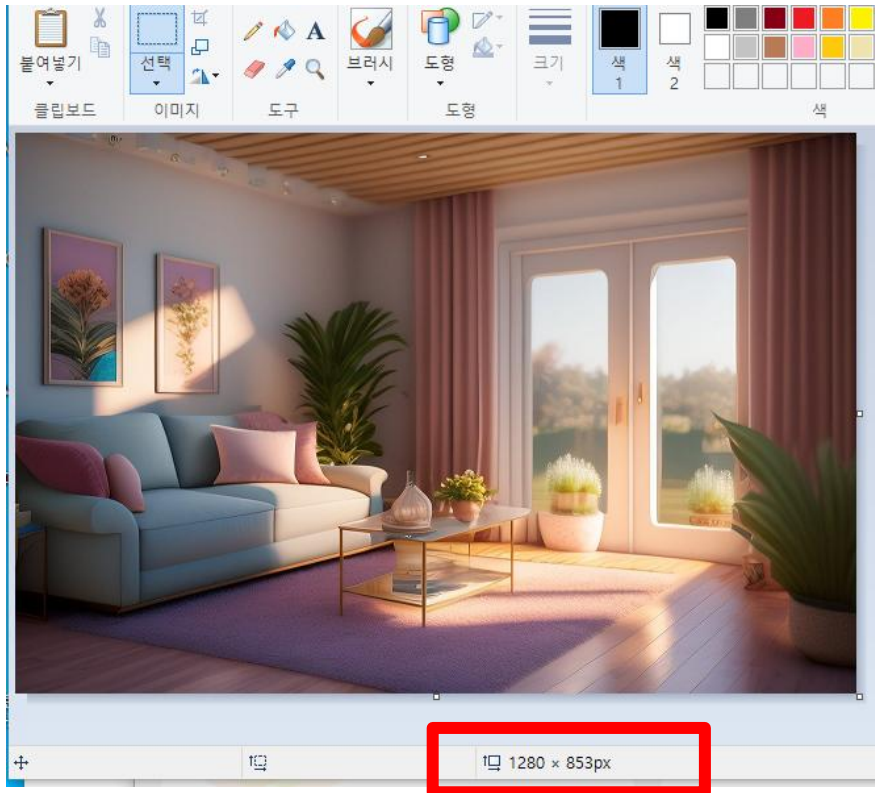 붙여넣기
선택
A
브러시
도형
크기
색
1
색
2
클립보드
이미지
도구
도형
색
1280 × 853px